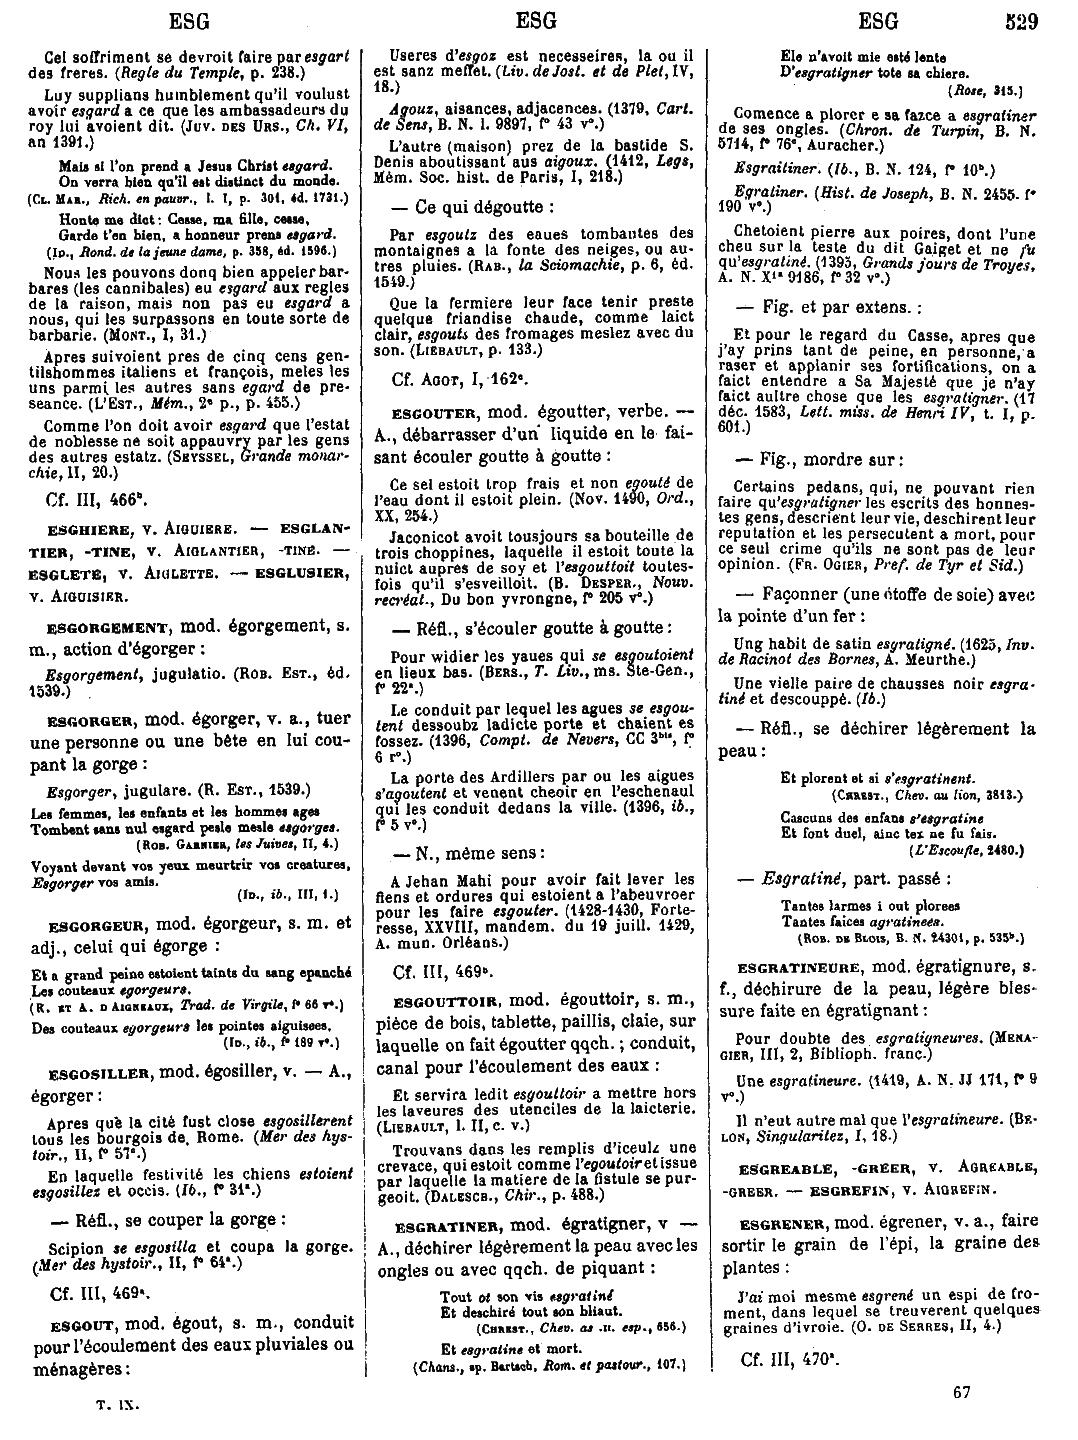 ESG
ESG
ESG 529
Cel soffriment se devroit faire par esgart
des freres. (Regle du Temple, p. 238.)
Luy supplians humblement qu'il voulust
avoir esgard a ce que les ambassadeurs du
roy lui avoient dit. (JUV. DES URS., Ch. VI,
an 1391.)
Mais si l'on prend a Jesus Christ esgard.
On verra bien qu'il est distinct du monde.
(CL. MAR., Rich. en pauvr., l. I, p. 301, éd. 1731.)
Honte me dict : Cesse, ma fille, cesse,
Garde t'en bien, a honneur prens esgard.
(ID., Rond. de la jeune dame, p. 358, éd. 1596.)
Nous les pouvons donq bien appeler bar-
bares (les cannibales) eu esgard aux regles
de la raison, mais non pas eu esgard a
nous, qui les surpassons en toute sorte de
barbarie. (MONT., I, 31.)
Apres suivoient pres de cinq cens gen-
tilshommes italiens et françois, meles les
uns parmi les autres sans egard de pre-
seance. (L'EST., Mém., 2e p., p. 455.)
Comme l'on doit avoir esgard que l'estat
de noblesse ne soit appauvry par les gens
des autres estatz. (SEYSSEL, Grande monar-
chie, II, 20.)
Cf. III, 466b.
ESGHIERE, V. AIGUIERE. — ESGLAN-
TIER, -TINE, V. AIGLANTIER, -TINE. —
ESGLETE, V. AIGLETTE. — ESGLUSIER,
V. AIGUISIER.
ESGORGEMENT, mod. égorgement, s.
m., action d'égorger :
Esgorgement, jugulatio. (ROB. EST., éd.
1539.)
ESGORGER, mod. égorger, v. a., tuer
une personne ou une bête en lui cou-
pant la gorge :
Esgorger, jugulare. (R. EST., 1539.)
Les femmes, les enfants et les hommes ages
Tombent sans nul esgard pesle mesle esgorges.
(ROB. GARNIER, les Juives, II, 4.)
Voyant devant vos yeux meurtrir vos creatures,
Esgorger vos amis.
(ID., ib., III, 1.)
ESGORGEUR, mod. égorgeur, s. m. et
adj., celui qui égorge :
Et a grand peine estoient taints du sang epanché
Les couteaux egorgeurs.
(R. ET A. D AIGNEAUX, Trad. de Virgile, f° 66 r°.)
Des couteaux egorgeurs les pointes aiguisees.
(ID., ib., f° 189 v°.)
ESGOSILLER, mod. égosiller, v. — A.,
égorger :
Apres que la cité fust close esgosillerent
tous les bourgois de Rome. (Mer des hys-
toir., II, f° 57a.)
En laquelle festivité les chiens estoient
esgosillez et occis. (Ib., f° 31a.)
— Réfl., se couper la gorge :
Scipion se esgosilla et coupa la gorge.
(Mer des hystoir., II, f° 64a.)
Cf. III, 469a.
ESGOUT, mod. égout, s. m., conduit
pour l'écoulement des eaux pluviales ou
ménagères :
T. IX.
Useres d'esgoz est necesseires, la ou il
est sanz meffet. (Liv. de Jost. et de Plet, IV,
18.)
Agouz, aisances, adjacences. (1379, Cart.
de Sens, B. N. l. 9897, f° 43 v°.)
L'autre (maison) prez de la bastide S.
Denis aboutissant aus aigoux. (1412, Legs,
Mém. Soc. hist. de Paris, I, 218.)
— Ce qui dégoutte :
Par esgoutz des eaues tombantes des
montaignes a la fonte des neiges, ou au-
tres pluies. (RAB., la Sciomachie, p. 6, éd.
1549.)
Que la fermiere leur face tenir preste
quelque friandise chaude, comme laict
clair, esgouts des fromages meslez avec du
son. (LIEBAULT, p. 133.)
Cf. AGOT, I, 162c.
ESGOUTER, mod. égoutter, verbe. —
A., débarrasser d'un liquide en le fai-
sant écouler goutte à goutte :
Ce sel estoit trop frais et non egouté de
l'eau dont il estoit plein. (Nov. 1490, Ord.,
XX, 254.)
Jaconicot avoit tousjours sa bouteille de
trois choppines, laquelle il estoit toute la
nuict aupres de soy et l'esgouttoit toutes-
fois qu'il s'esveilloit. (B. DESPER., Nouv.
recréat., Du bon yvrongne, f° 205 v°.)
— Réfl., s'écouler goutte à goutte :
Pour widier les yaues qui se esgoutoient
en lieux bas. (BERS., T. Liv., ms. Ste-Gen.,
f° 22a.)
Le conduit par lequel les agues se esgou-
tent dessoubz ladicte porte et chaient es
fossez. (1396, Compt. de Nevers, CC 3bis, f°
6 r°.)
La porte des Ardillers par ou les aigues
s'agoutent et venent cheoir en l'eschenaul
qui les conduit dedans la ville. (1396, ib.,
f° 5 v°.)
— N., même sens :
A Jehan Mahi pour avoir fait lever les
fiens et ordures qui estoient a l'abeuvroer
pour les faire esgouter. (1428-1430, Forte-
resse, XXVIII, mandem. du 19 juill. 1429,
A. mun. Orléans.)
Cf. III, 469b.
ESGOUTTOIR, mod. égouttoir, s. m.,
pièce de bois, tablette, paillis, claie, sur
laquelle on fait égoutter qqch. ; conduit,
canal pour l'écoulement des eaux :
Et servira ledit esgouttoir a mettre hors
les laveures des utenciles de la laicterie.
(LIEBAULT, l. II, c. v.)
Trouvans dans les remplis d'iceulz une
crevace, qui estoit comme l'egoutoir et issue
par laquelle la matiere de la fistule se pur-
geoit. (DALESCH., Chir., p. 488.)
ESGRATINER, mod. égratigner, v —
A., déchirer légèrement la peau avec les
ongles ou avec qqch. de piquant :
Tout ot son vis esgratiné
Et deschiré tout son bliaut.
(CHREST., Chev. as .II. esp., 656.)
Et esgratine et mort.
(Chans., ap. Bartsch, Rom. et pastour., 107.)
Ele n'avoit mie esté lente
D'esgratigner tote sa chiere.
(Rose, 315.)
Comence a plorer e sa fazce a esgratiner
de ses ongles. (Chron. de Turpin, B. N.
5714, f° 76c, Auracher.)
Esgraitiner. (Ib., B. N. 124, f° 10b.)
Egratiner. (Hist. de Joseph, B. N. 2455. f°
190 v°.)
Chetoient pierre aux poires, dont l'une
cheu sur la teste du dit Gaiget et ne fu
qu'esgratiné. (1395, Grands jours de Troyes,
A. N. X1a 9186, f° 32 v°.)
— Fig. et par extens. :
Et pour le regard du Casse, apres que
j'ay prins tant de peine, en personne, a
raser et applanir ses fortifications, on a
faict entendre a Sa Majesté que je n'ay
faict aultre chose que les esgratigner. (17
déc. 1583, Lett. miss. de Henri IV, t. I, p.
601.)
— Fig., mordre sur :
Certains pedans, qui, ne pouvant rien
faire qu'esgratigner les escrits des honnes-
tes gens, descrient leur vie, deschirent leur
reputation et les persecutent a mort, pour
ce seul crime qu'ils ne sont pas de leur
opinion. (FR. OGIER, Pref. de Tyr et Sid.)
— Façonner (une étoffe de soie) avec
la pointe d'un fer :
Ung habit de satin esgratigné. (1625, Inv.
de Racinot des Bornes, A. Meurthe.)
Une vielle paire de chausses noir esgra-
tiné et descouppé. (Ib.)
— Réfl., se déchirer légèrement la
peau :
Et plorent et si s'esgratinent.
(CHREST., Chev. au lion, 3813.)
Cascuns des enfans s'esgratine
Et font duel, ainc tex ne fu fais.
(L'Escoufle, 2480.)
— Esgratiné, part. passé :
Tantes larmes i out plorees
Tantes faices agratinees.
(ROB. DE BLOIS, B. N. 24301, p. 535b.)
ESGRATINEURE, mod. égratignure, s.
f., déchirure de la peau, légère bles-
sure faite en égratignant :
Pour doubte des esgratigneures. (MENA-
GIER, III, 2, Biblioph. franc.)
Une esgratineure. (1419, A. N. JJ 171, f° 9
v°.)
Il n'eut autre mal que l'esgratineure. (BE-
LON, Singularitez, I, 18.)
ESGREABLE, -GREER, V. AGREABLE,
-GREER. — ESGREFIN, V. AIGREFIN.
ESGRENER, mod. égrener, v. a., faire
sortir le grain de l'épi, la graine des
plantes :
J'ai moi mesme esgrené un espi de fro-
ment, dans lequel se treuverent quelques
graines d'ivroie. (O. DE SERRES, II, 4.)
Cf. III, 470a.
67